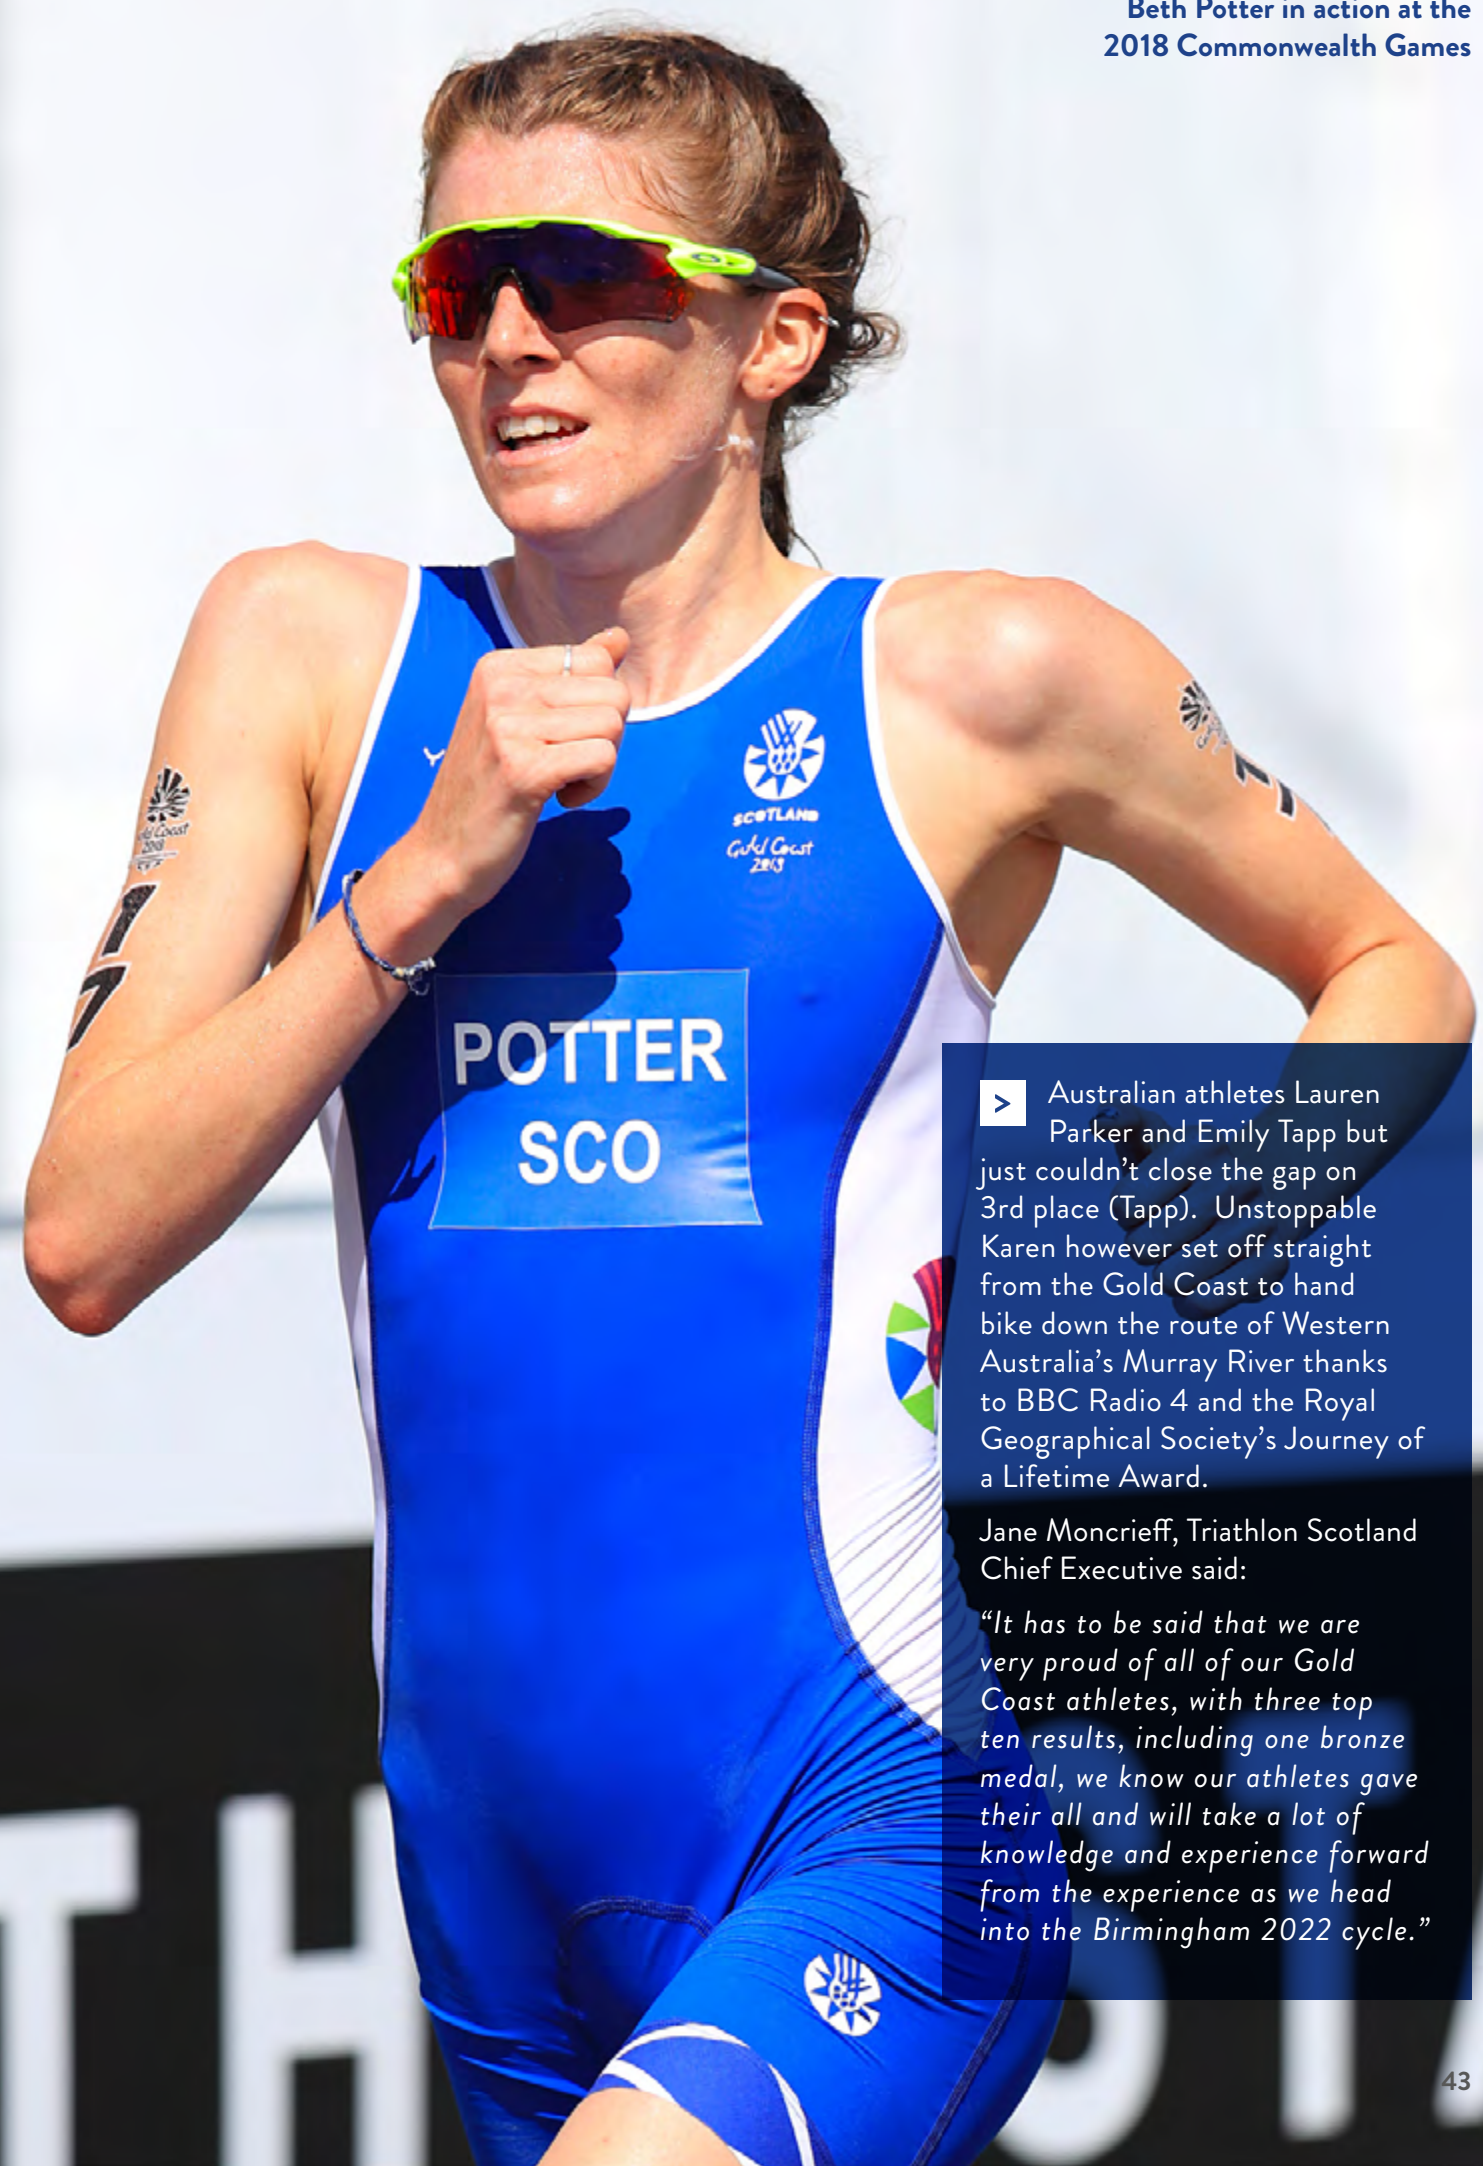 Beth Potter in action at the
2018 Commonwealth Games
SCOTLAND
Gold Coast
2018
Gold Coast
2018
17
POTTER
SCO
> Australian athletes Lauren
Parker and Emily Tapp but
just couldn’t close the gap on
3rd place (Tapp). Unstoppable
Karen however set off straight
from the Gold Coast to hand
bike down the route of Western
Australia’s Murray River thanks
to BBC Radio 4 and the Royal
Geographical Society’s Journey of
a Lifetime Award.
Jane Moncrieff, Triathlon Scotland
Chief Executive said:
“It has to be said that we are
very proud of all of our Gold
Coast athletes, with three top
ten results, including one bronze
medal, we know our athletes gave
their all and will take a lot of
knowledge and experience forward
from the experience as we head
into the Birmingham 2022 cycle.”
TH
43